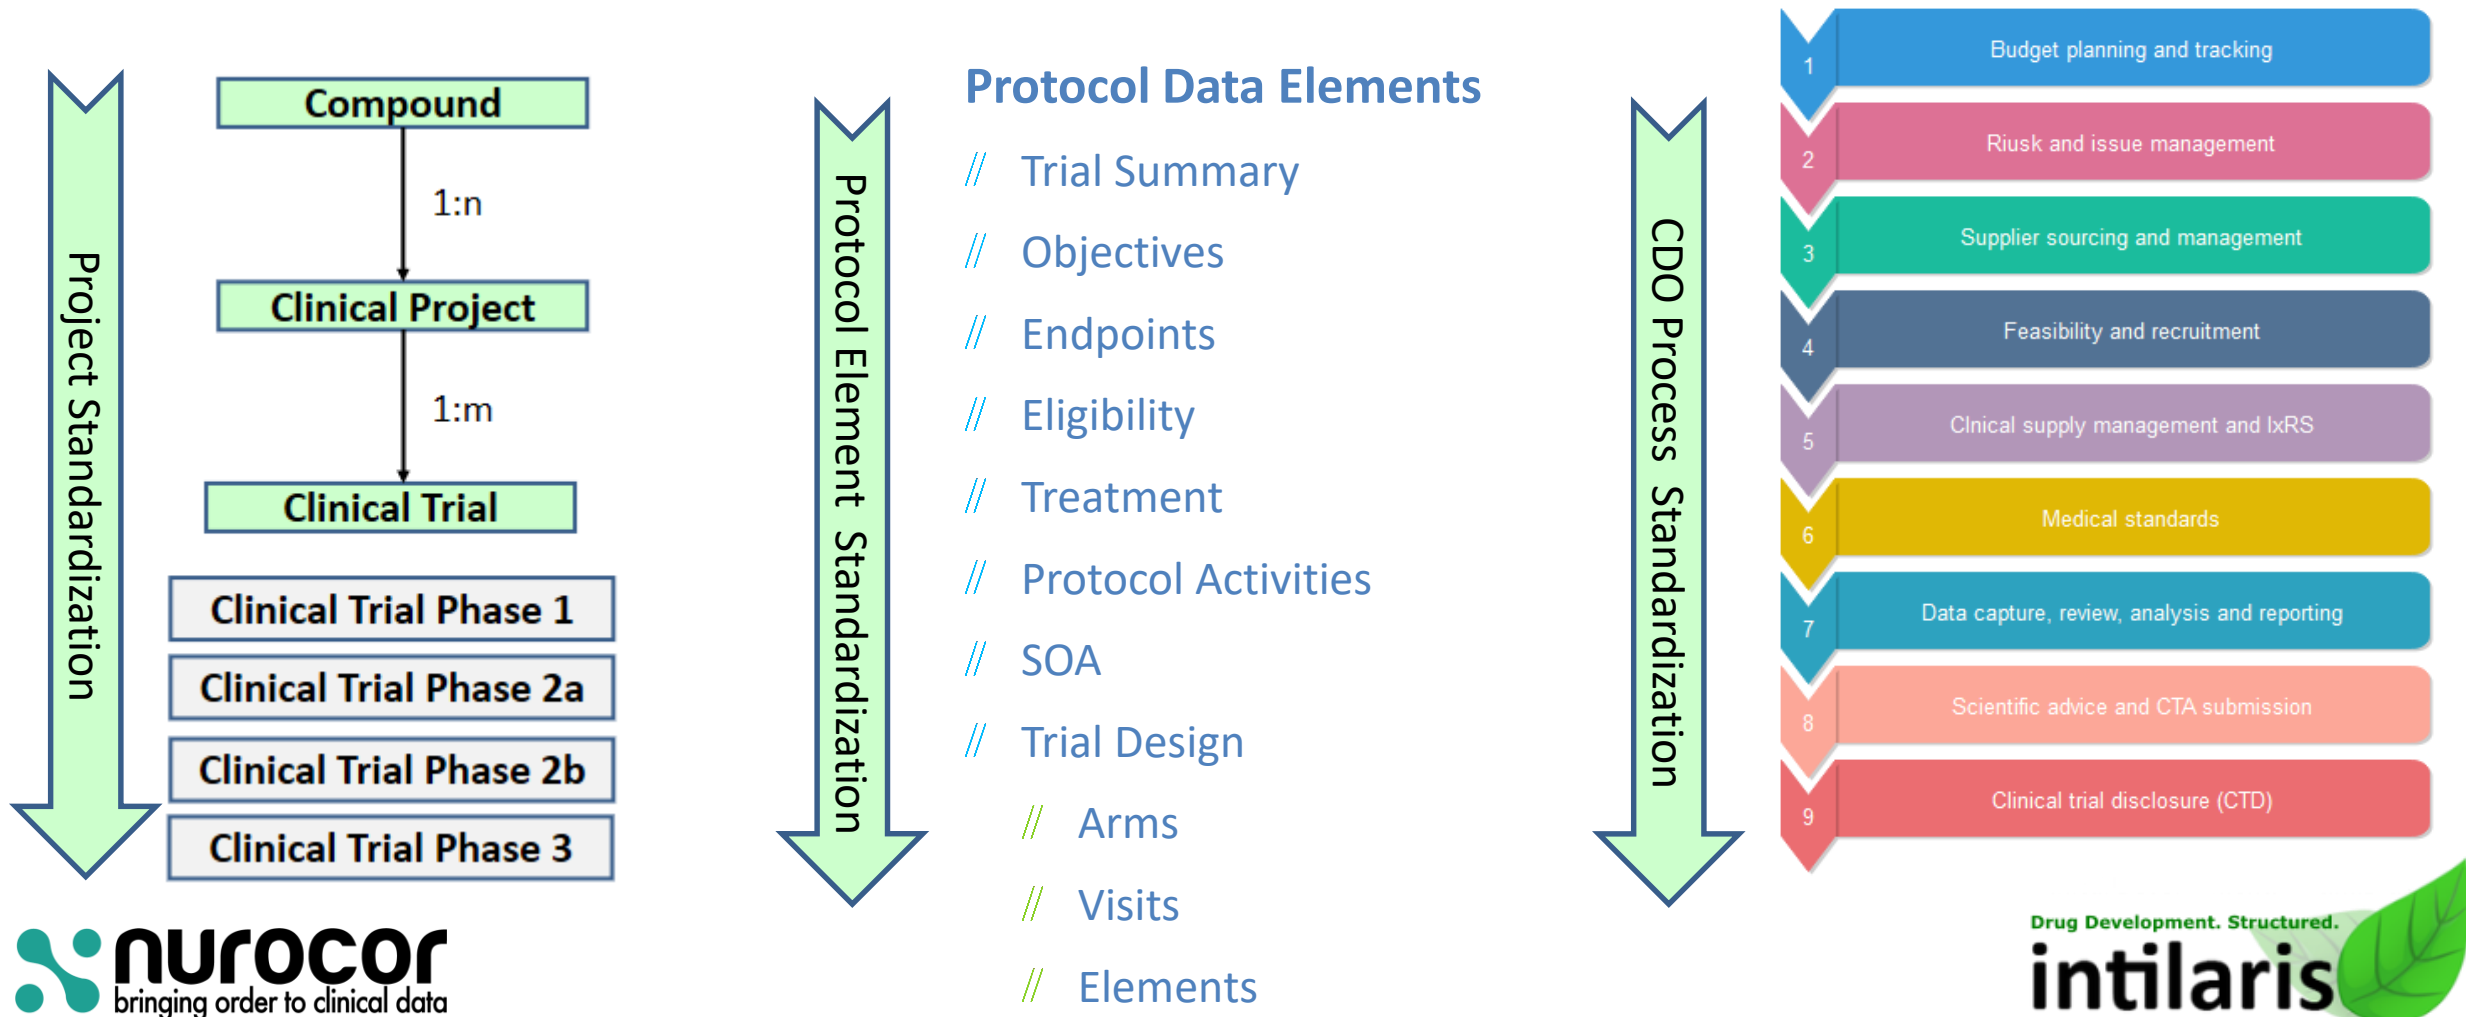 Project Standardization
Compound
1:n
Clinical Project
1:m
Clinical Trial
Clinical Trial Phase 1
Clinical Trial Phase 2a
Clinical Trial Phase 2b
Clinical Trial Phase 3
nurocor
bringing order to clinical data
Protocol Element Standardization
Protocol Data Elements
// Trial Summary
// Objectives
// Endpoints
// Eligibility
// Treatment
// Protocol Activities
// SOA
// Trial Design
// Arms
// Visits
// Elements
CDO Process Standardization
1 Budget planning and tracking
2 Riusk and issue management
3 Supplier sourcing and management
4 Feasibility and recruitment
5 Clnical supply management and IxRS
6 Medical standards
7 Data capture, review, analysis and reporting
8 Scientific advice and CTA submission
9 Clinical trial disclosure (CTD)
Drug Development. Structured.
intilaris